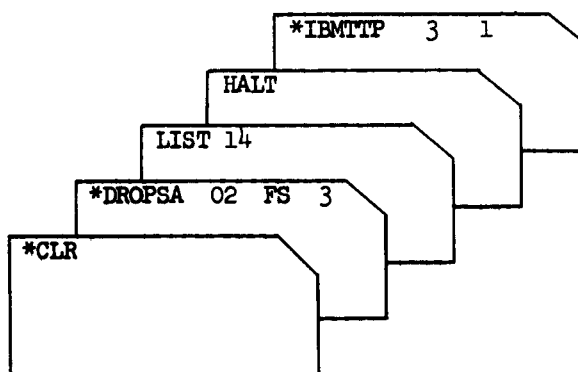 *IBMTTP 3 1
HALT
LIST 14
*DROPSA 02 FS 3
*CLR